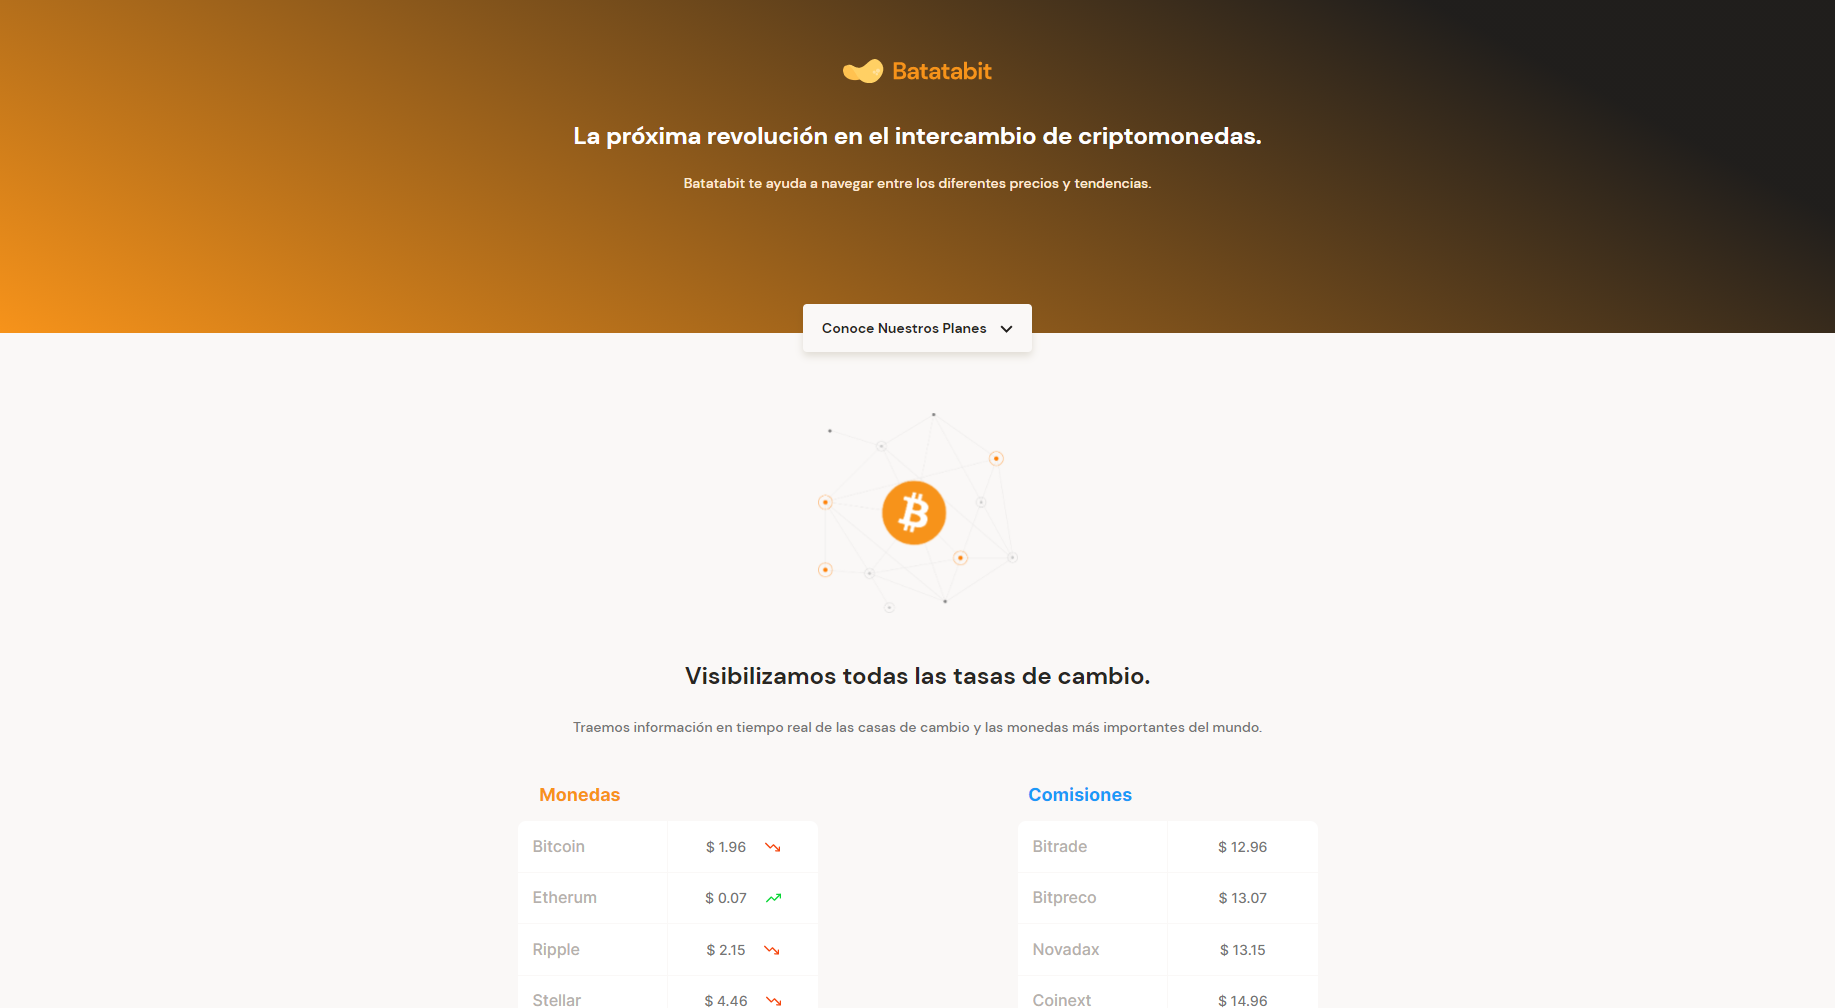 Batatabit
La próxima revolución en el intercambio de criptomonedas.
Batatabit te ayuda a navegar entre los diferentes precios y tendencias.
Conoce Nuestros Planes
Visibilizamos todas las tasas de cambio.
Traemos información en tiempo real de las casas de cambio y las monedas más importantes del mundo.
Monedas
Bitcoin $ 1.96
Etherum $ 0.07
Ripple $ 2.15
Stellar $ 4.46
Comisiones
Bitrade $ 12.96
Bitpreco $ 13.07
Novadax $ 13.15
Coinext $ 14.96